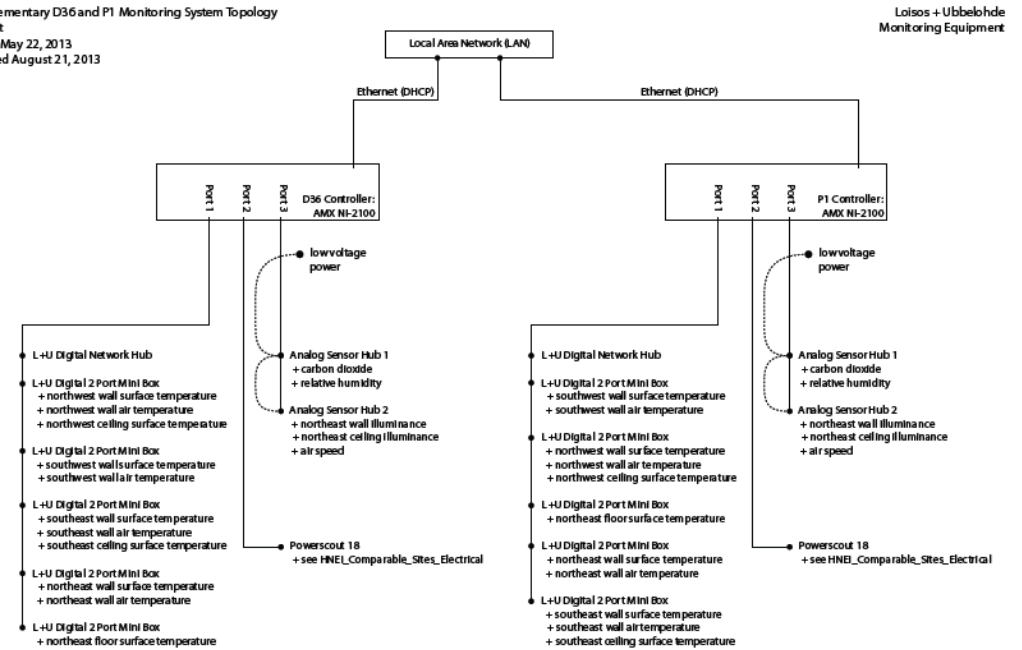 ementary D36 and P1 Monitoring System Topology
May 22, 2013
ed August 21, 2013
Loisos + Ubbelohde
Monitoring Equipment
Local Area Network (LAN)
Ethernet (DHCP)
Ethernet (DHCP)
Port 1
Port 2
Port 3
D36 Controller:
AMX NI-2100
Port 1
Port 2
Port 3
P1 Controller:
AMX NI-2100
low voltage
power
low voltage
power
L+U Digital Network Hub
L+U Digital 2 Port Mini Box
+ northwest wall surface temperature
+ northwest wall air temperature
+ northwest ceiling surface temperature
L+U Digital 2 Port Mini Box
+ southwest wall surface temperature
+ southwest wall air temperature
L+U Digital 2 Port Mini Box
+ southeast wall surface temperature
+ southeast wall air temperature
+ southeast ceiling surface temperature
L+U Digital 2 Port Mini Box
+ northeast wall surface temperature
+ northeast wall air temperature
L+U Digital 2 Port Mini Box
+ northeast floor surface temperature
Analog Sensor Hub 1
+ carbon dioxide
+ relative humidity
Analog Sensor Hub 2
+ northeast wall illuminance
+ northeast ceiling illuminance
+ air speed
Powerscout 18
+ see HNEI_Comparable_Sites_Electrical
L+U Digital Network Hub
L+U Digital 2 Port Mini Box
+ southwest wall surface temperature
+ southwest wall air temperature
L+U Digital 2 Port Mini Box
+ northwest wall surface temperature
+ northwest wall air temperature
+ northwest ceiling surface temperature
L+U Digital 2 Port Mini Box
+ northeast floor surface temperature
L+U Digital 2 Port Mini Box
+ northeast wall surface temperature
+ northeast wall air temperature
L+U Digital 2 Port Mini Box
+ southeast wall surface temperature
+ southeast wall air temperature
+ southeast ceiling surface temperature
Analog Sensor Hub 1
+ carbon dioxide
+ relative humidity
Analog Sensor Hub 2
+ northeast wall illuminance
+ northeast ceiling illuminance
+ air speed
Powerscout 18
+ see HNEI_Comparable_Sites_Electrical